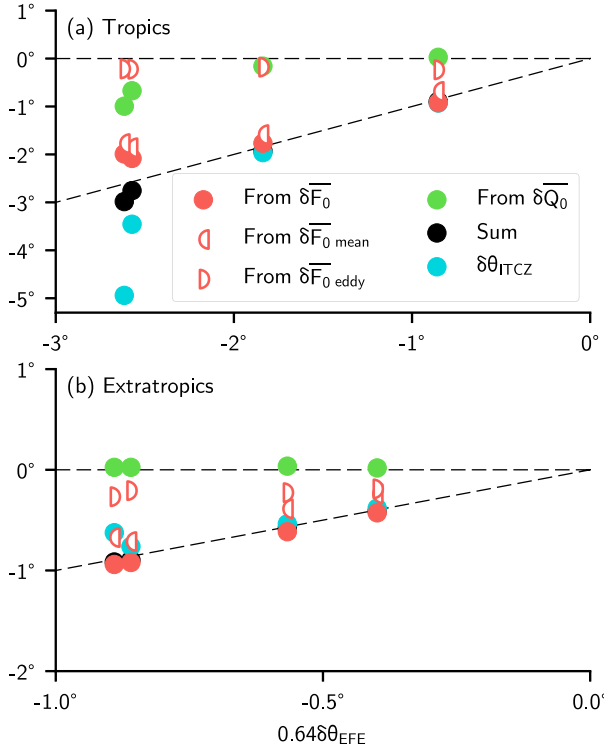 1°
(a) Tropics
0°
-1°
-2°
-3°
-4°
-5°
From δF̅₀̅
From δF̅₀̅ mean
From δF̅₀̅ eddy
From δQ̅₀̅
Sum
δθITCZ
-3° -2° -1° 0°
1°
(b) Extratropics
0°
-1°
-2°
-1.0° -0.5° 0.0°
0.64δθEFE